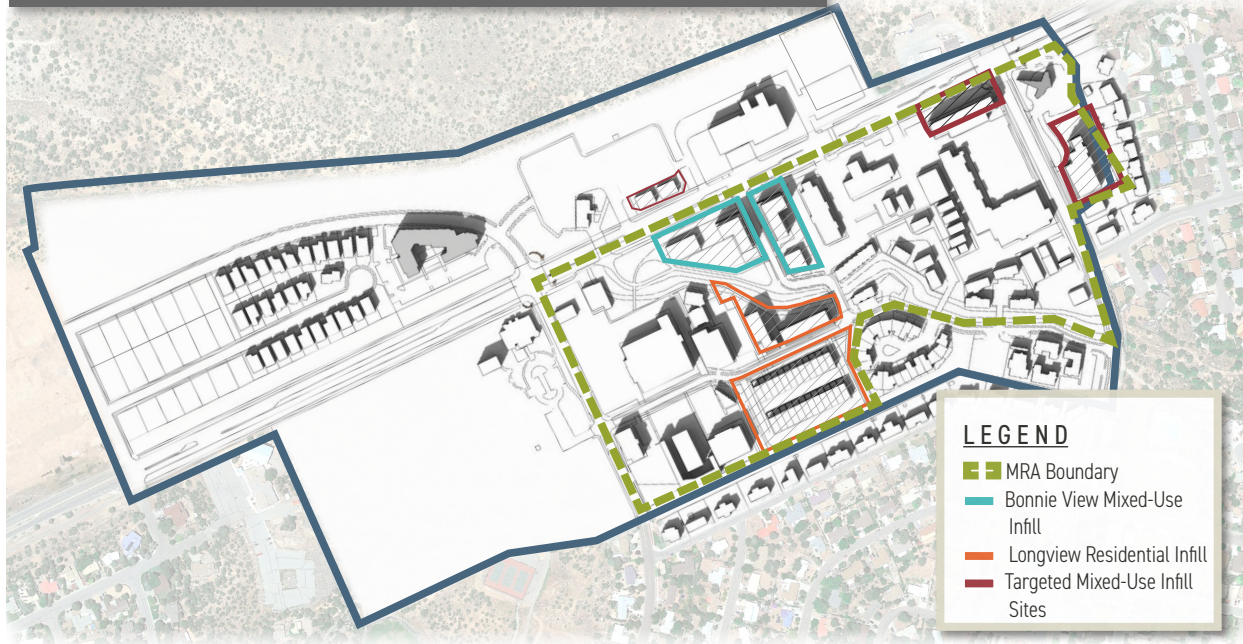 LEGEND
MRA Boundary
Bonnie View Mixed-Use
Infill
Longview Residential Infill
Targeted Mixed-Use Infill
Sites